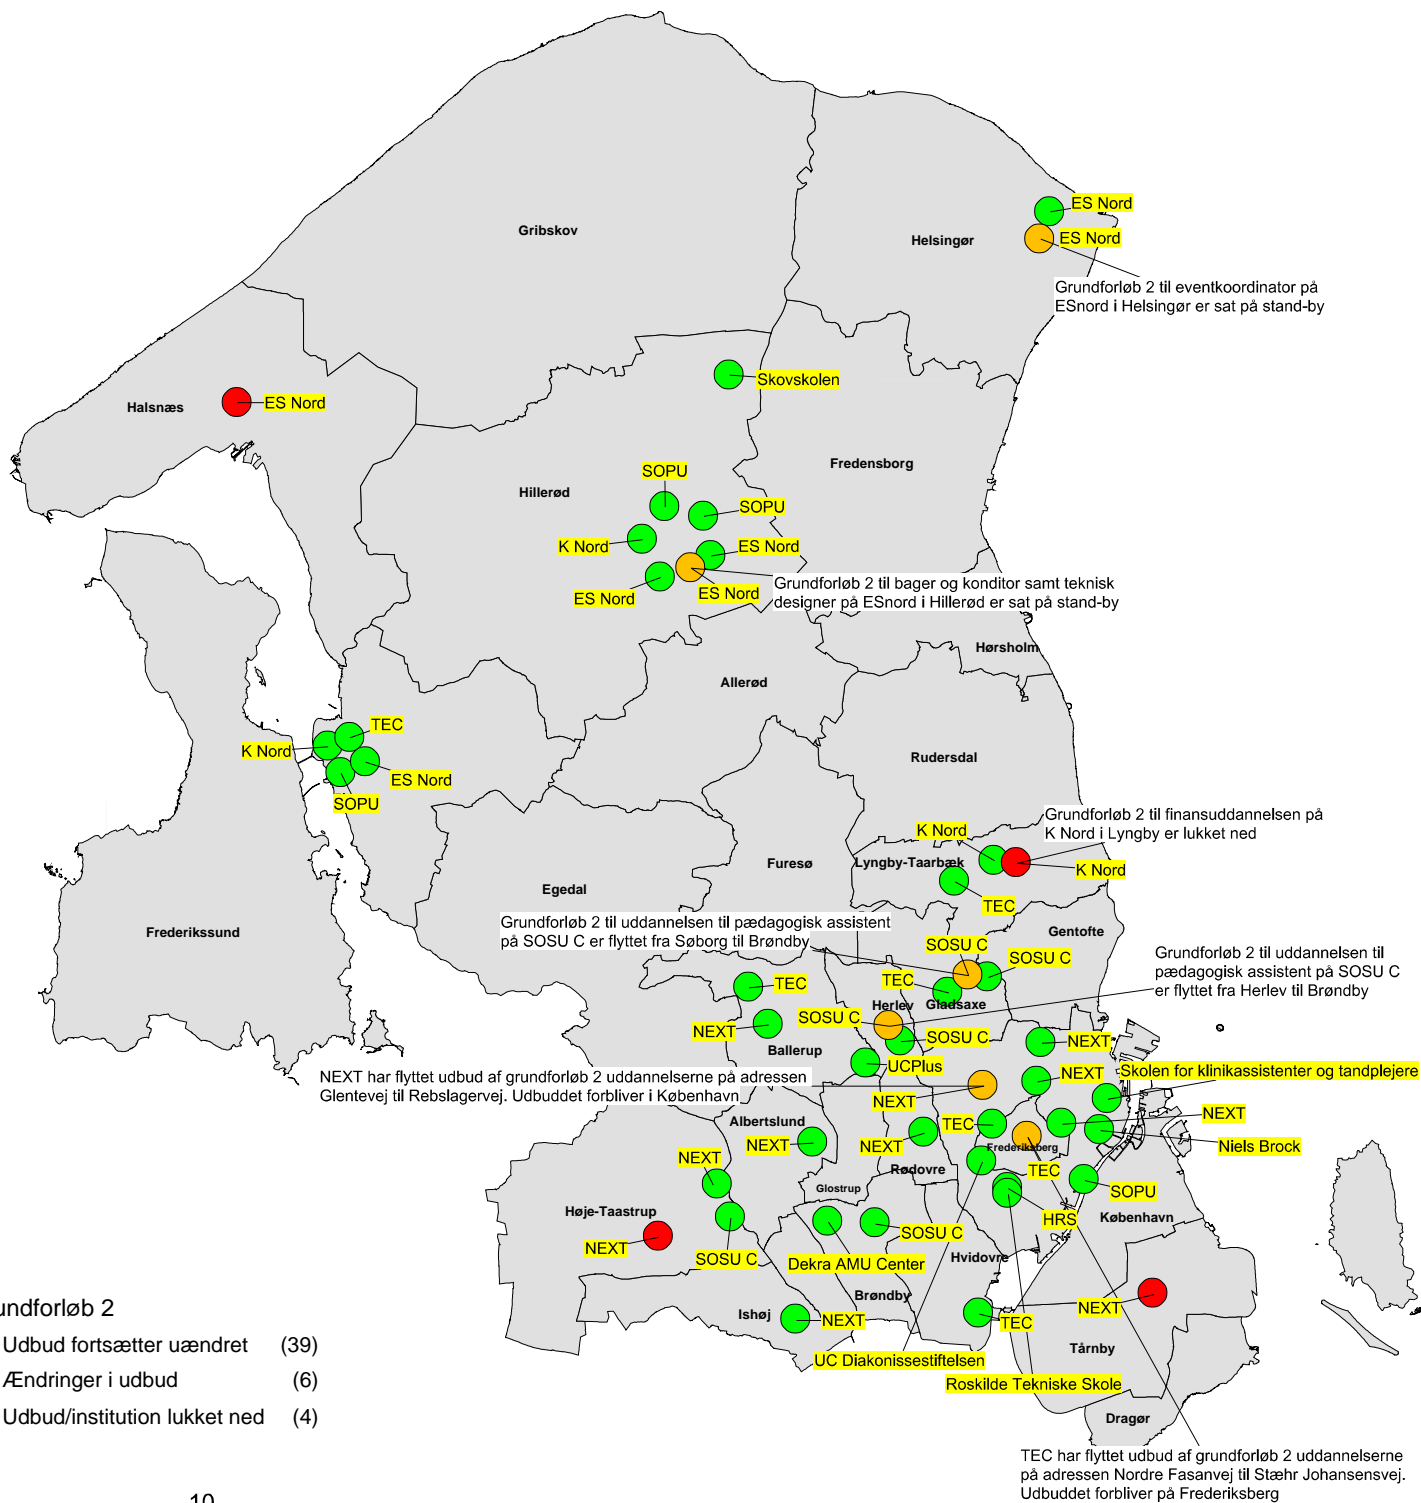 ES Nord
Gribskov
Helsingør
ES Nord
Grundforløb 2 til eventkoordinator på
ESnord i Helsingør er sat på stand-by
Skovskolen
Halsnæs
ES Nord
Fredensborg
SOPU
Hillerød
SOPU
K Nord
ES Nord
Grundforløb 2 til bager og konditor samt teknisk
designer på ESnord i Hillerød er sat på stand-by
ES Nord
ES Nord
Hørsholm
Allerød
TEC
K Nord
ES Nord
SOPU
Rudersdal
Grundforløb 2 til finansuddannelsen på
K Nord i Lyngby er lukket ned
K Nord
Furesø
Lyngby-Taarbæk
K Nord
Egedal
TEC
Grundforløb 2 til uddannelsen til pædagogisk assistent
på SOSU C er flyttet fra Søborg til Brøndby
Frederikssund
Gentofte
SOSU C
SOSU C
Grundforløb 2 til uddannelsen til
pædagogisk assistent på SOSU C
er flyttet fra Herlev til Brøndby
TEC
TEC
Herlev
Gladsaxe
SOSU C
NEXT
SOSU C
NEXT
Ballerup
UCPlus
NEXT
Skolen for klinikassistenter og tandplejere
NEXT har flyttet udbud af grundforløb 2 uddannelserne på adressen
Glentevej til Rebslagervej. Udbuddet forbliver i København
NEXT
NEXT
Albertslund
TEC
NEXT
NEXT
Niels Brock
Frederiksberg
NEXT
Rødovre
TEC
Glostrup
SOPU
Høje-Taastrup
HRS
København
NEXT
SOSU C
SOSU C
Dekra AMU Center
Hvidovre
Brøndby
Ishøj
NEXT
NEXT
TEC
Tårnby
UC Diakonissestiftelsen
Roskilde Tekniske Skole
Dragør
undforløb 2
Udbud fortsætter uændret (39)
Ændringer i udbud (6)
Udbud/institution lukket ned (4)
TEC har flyttet udbud af grundforløb 2 uddannelserne
på adressen Nordre Fasanvej til Stæhr Johansensvej.
Udbuddet forbliver på Frederiksberg
10